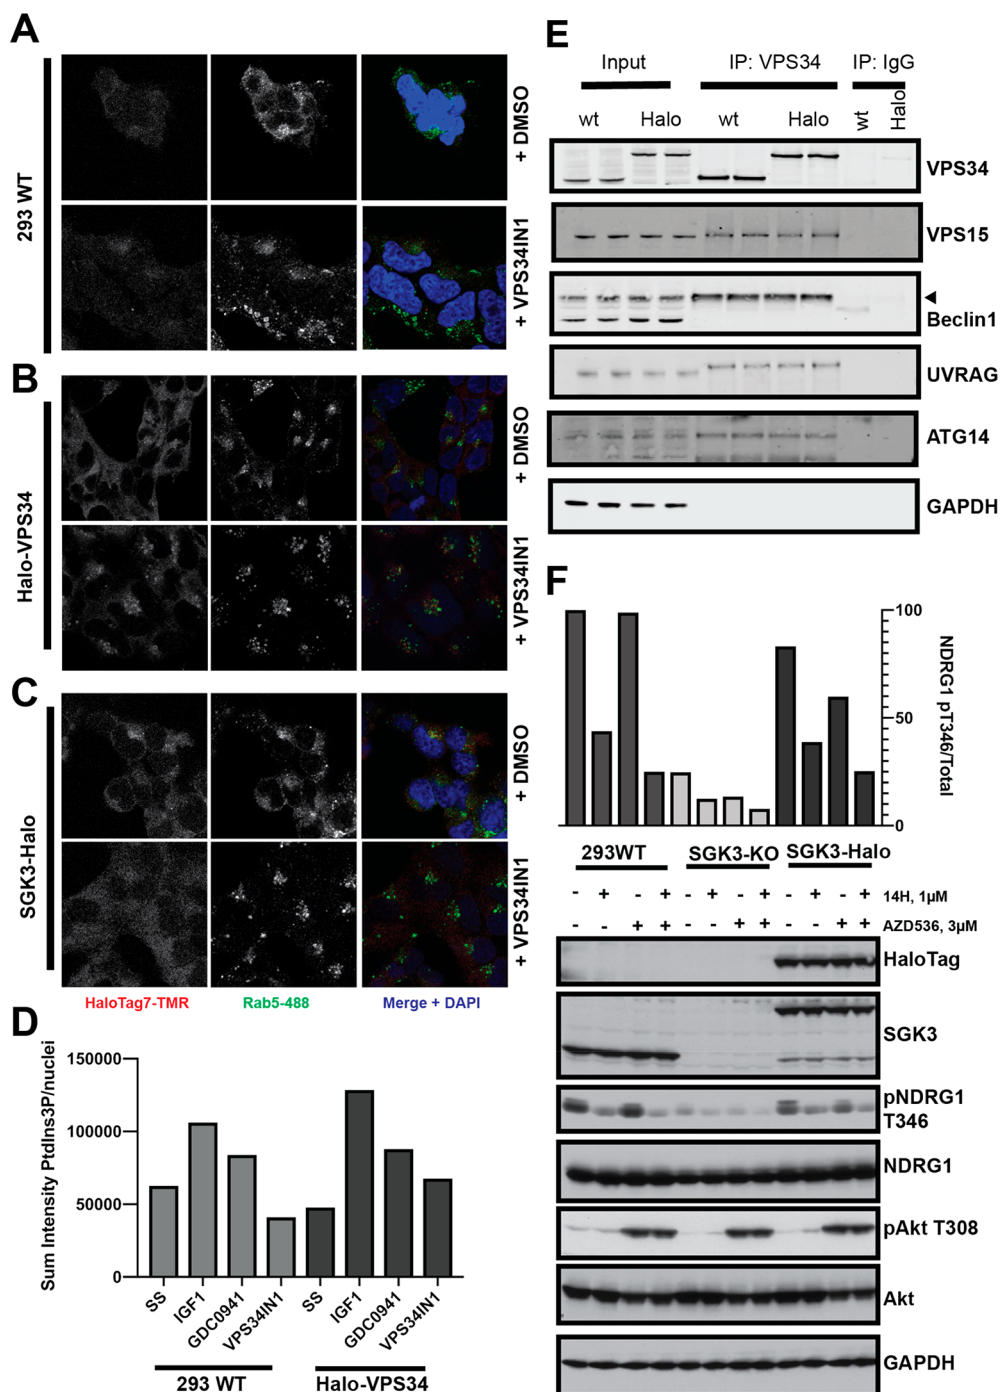 A
293 WT
+ DMSO
+ VPS34IN1
B
Halo-VPS34
+ DMSO
+ VPS34IN1
C
SGK3-Halo
+ DMSO
+ VPS34IN1
HaloTag7-TMR Rab5-488 Merge + DAPI
D
Sum Intensity PtdIns3P/nuclei
150000
100000
50000
0
SS IGF1 GDC0941 VPS34IN1 SS IGF1 GDC0941 VPS34IN1
293 WT Halo-VPS34
E
Input IP: VPS34 IP: IgG
wt Halo wt Halo wt Halo
VPS34
VPS15
Beclin1
UVRAG
ATG14
GAPDH
F
100
50
0
NDRG1 pT346/Total
293WT SGK3-KO SGK3-Halo
- + - + - + - + - + - + 14H, 1µM
- - + + - - + + - - + + AZD536, 3µM
HaloTag
SGK3
pNDRG1
T346
NDRG1
pAkt T308
Akt
GAPDH